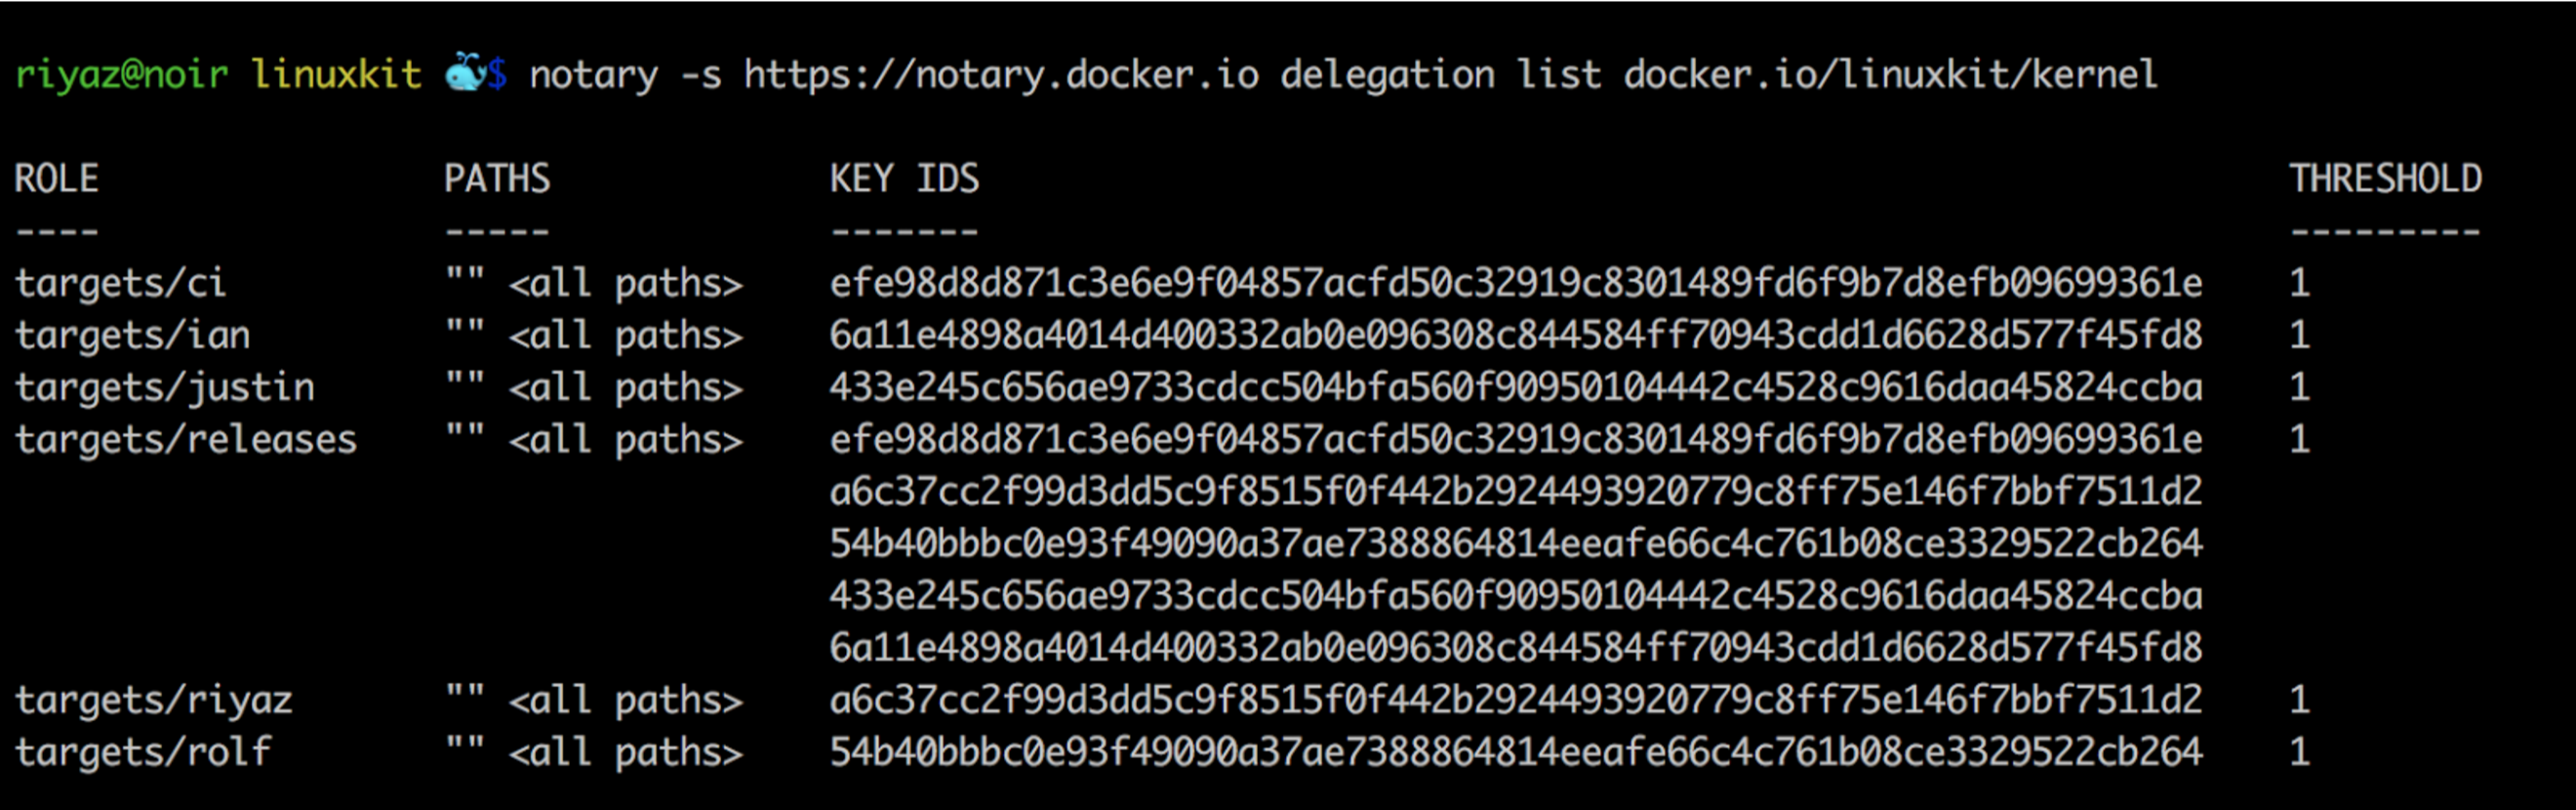 riyaz@noir linuxkit 🐳$ notary -s https://notary.docker.io delegation list docker.io/linuxkit/kernel
ROLE PATHS KEY IDS THRESHOLD
---- ----- ------- ---------
targets/ci "" <all paths> efe98d8d871c3e6e9f04857acfd50c32919c8301489fd6f9b7d8efb09699361e 1
targets/ian "" <all paths> 6a11e4898a4014d400332ab0e096308c844584ff70943cdd1d6628d577f45fd8 1
targets/justin "" <all paths> 433e245c656ae9733cdcc504bfa560f90950104442c4528c9616daa45824ccba 1
targets/releases "" <all paths> efe98d8d871c3e6e9f04857acfd50c32919c8301489fd6f9b7d8efb09699361e 1
a6c37cc2f99d3dd5c9f8515f0f442b2924493920779c8ff75e146f7bbf7511d2
54b40bbbc0e93f49090a37ae7388864814eeafe66c4c761b08ce3329522cb264
433e245c656ae9733cdcc504bfa560f90950104442c4528c9616daa45824ccba
6a11e4898a4014d400332ab0e096308c844584ff70943cdd1d6628d577f45fd8
targets/riyaz "" <all paths> a6c37cc2f99d3dd5c9f8515f0f442b2924493920779c8ff75e146f7bbf7511d2 1
targets/rolf "" <all paths> 54b40bbbc0e93f49090a37ae7388864814eeafe66c4c761b08ce3329522cb264 1